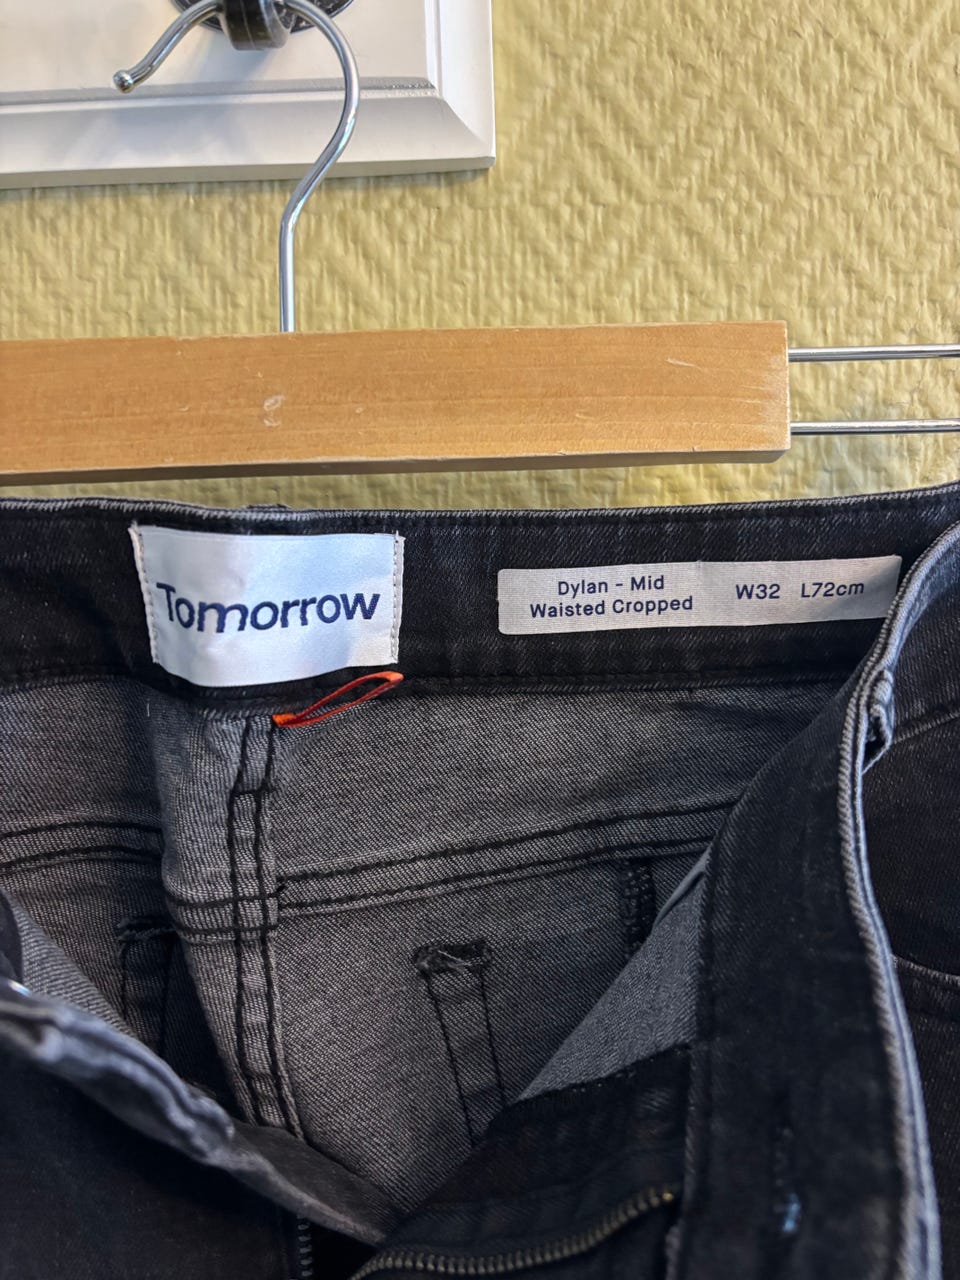 Tomorrow
Dylan - Mid
Waisted Cropped
W32 L72cm